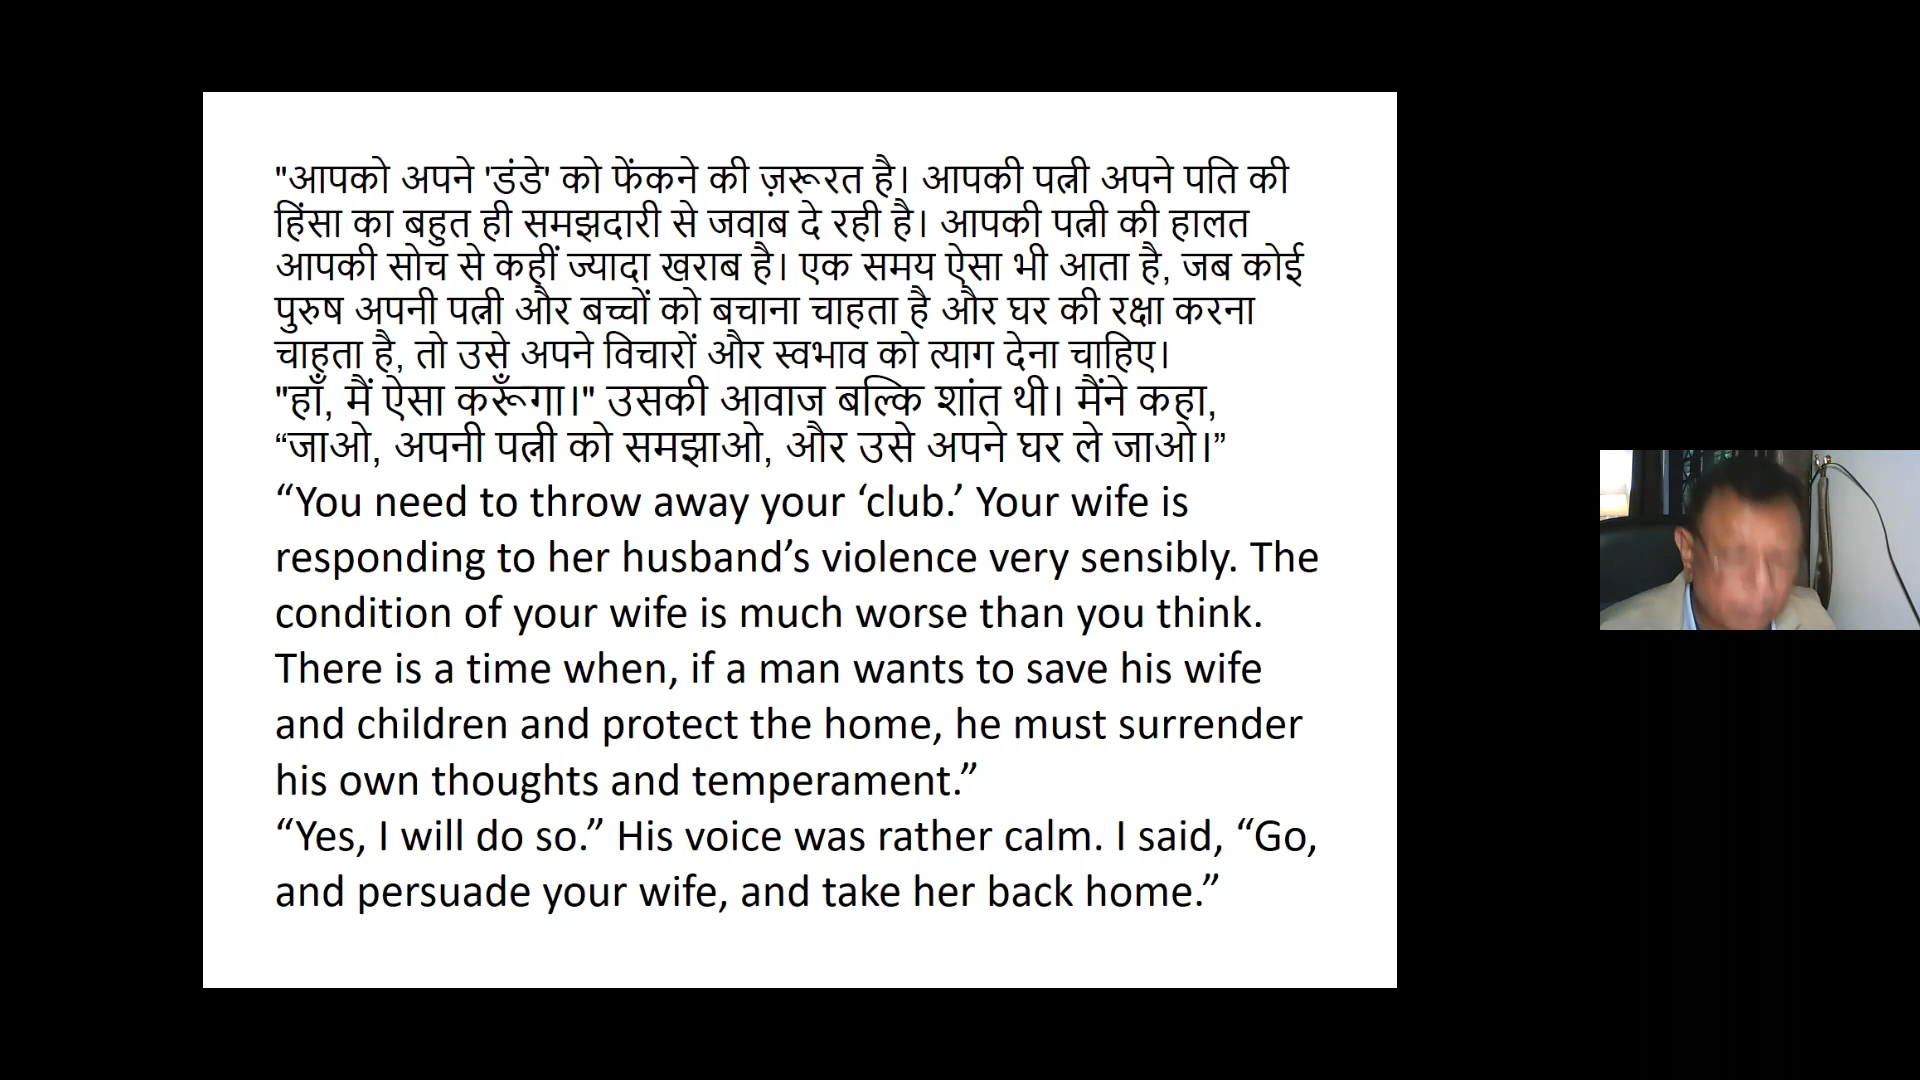 "आपको अपने 'डंडे' को फेंकने की ज़रूरत है। आपकी पत्नी अपने पति की
हिंसा का बहुत ही समझदारी से जवाब दे रही है। आपकी पत्नी की हालत
आपकी सोच से कहीं ज्यादा खराब है। एक समय ऐसा भी आता है, जब कोई
पुरुष अपनी पत्नी और बच्चों को बचाना चाहता है और घर की रक्षा करना
चाहता है, तो उसे अपने विचारों और स्वभाव को त्याग देना चाहिए।
"हाँ, मैं ऐसा करूँगा।" उसकी आवाज बल्कि शांत थी। मैंने कहा,
“जाओ, अपनी पत्नी को समझाओ, और उसे अपने घर ले जाओ।”
“You need to throw away your ‘club.’ Your wife is
responding to her husband’s violence very sensibly. The
condition of your wife is much worse than you think.
There is a time when, if a man wants to save his wife
and children and protect the home, he must surrender
his own thoughts and temperament.”
“Yes, I will do so.” His voice was rather calm. I said, “Go,
and persuade your wife, and take her back home.”